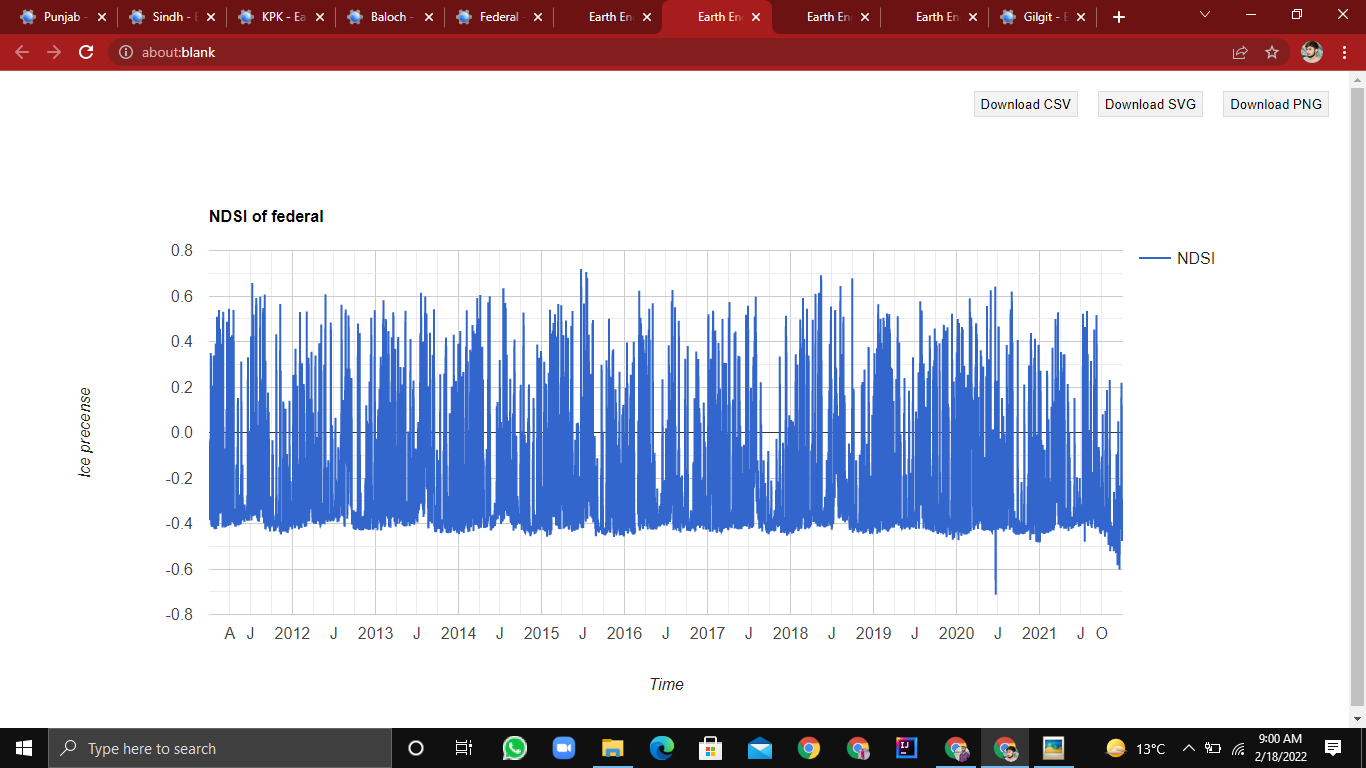 Punjab - Sindh - E KPK - Ea Baloch - Federal - Earth En Earth En Earth En Earth En Gilgit - E
about:blank
Download CSV Download SVG Download PNG
NDSI of federal
0.8
NDSI
0.6
0.4
0.2
0.0
-0.2
-0.4
-0.6
-0.8
Ice precense
A J 2012 J 2013 J 2014 J 2015 J 2016 J 2017 J 2018 J 2019 J 2020 J 2021 J O
Time
Type here to search
13°C
9:00 AM
2/18/2022